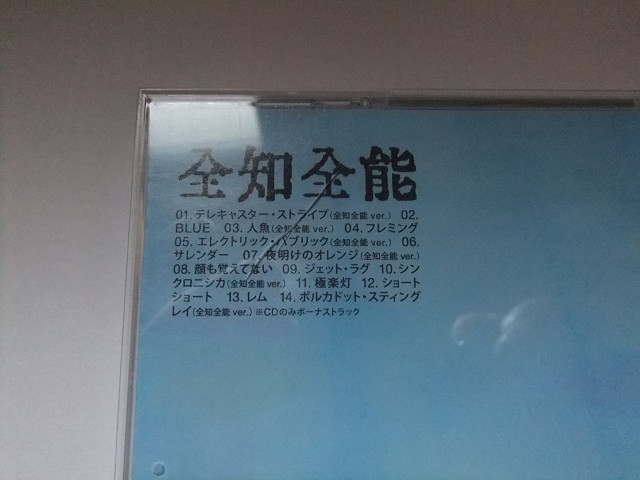 全知全能
01. テレキャスター・ストライプ(全知全能 ver.) 02.
BLUE 03. 人魚(全知全能 ver.) 04. フレミング
05. エレクトリック・パブリック(全知全能 ver.) 06.
サレンダー 07. 夜明けのオレンジ(全知全能 ver.)
08. 顔も覚えてない 09. ジェット・ラグ 10. シン
クロニシカ(全知全能 ver.) 11. 極楽灯 12. ショート
ショート 13. レム 14. ポルカドット・スティング
レイ(全知全能 ver.) ※CDのみボーナストラック